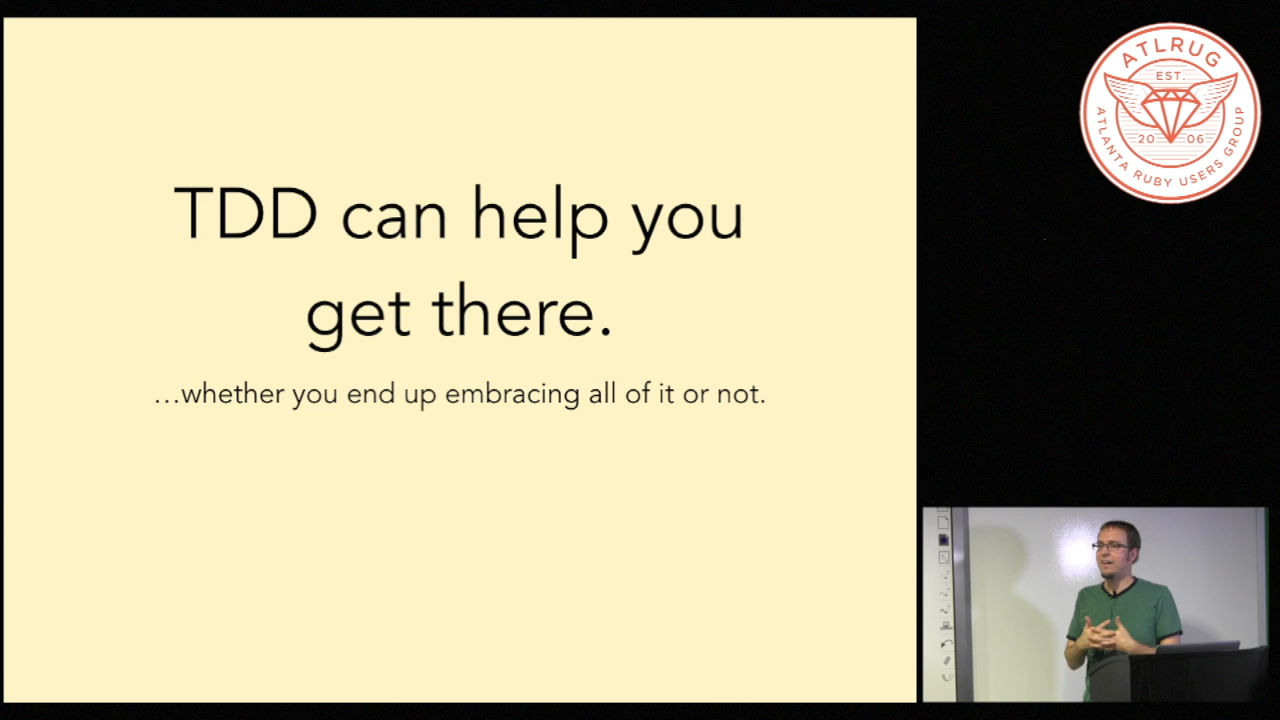 TDD can help you
get there.
…whether you end up embracing all of it or not.
ATLRUG
EST.
20 06
ATLANTA RUBY USERS GROUP